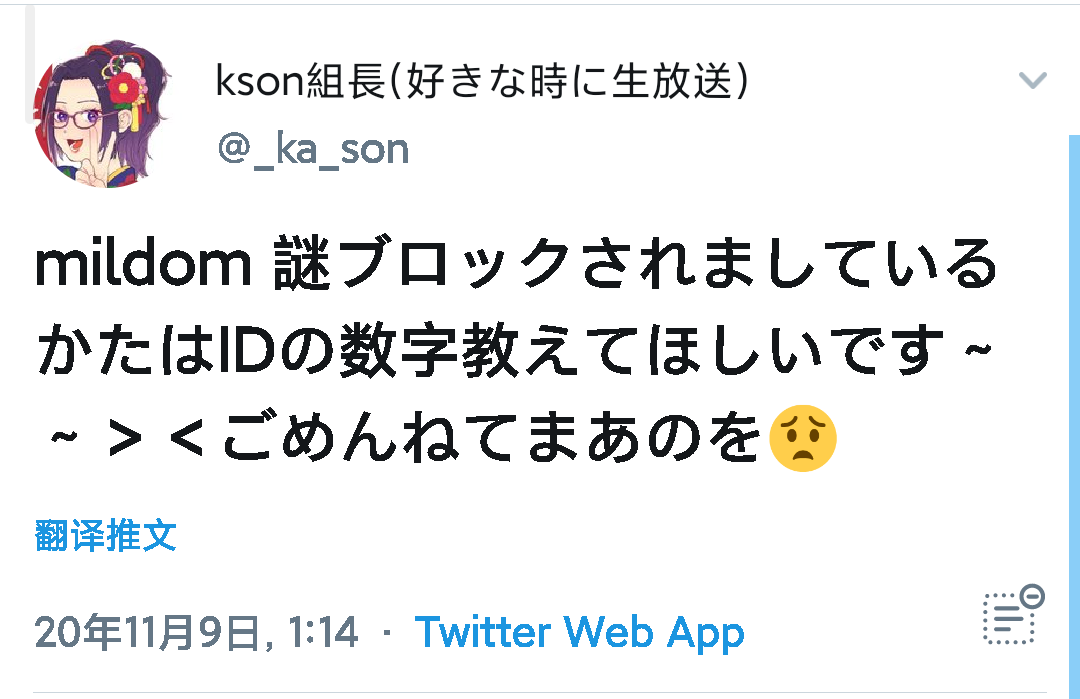 kson組長(好きな時に生放送)
@_ka_son
mildom 謎ブロックされましている
かたはIDの数字教えてほしいです ~
~ > < ごめんねてまあのを😟
翻译推文
20年11月9日, 1:14 · Twitter Web App